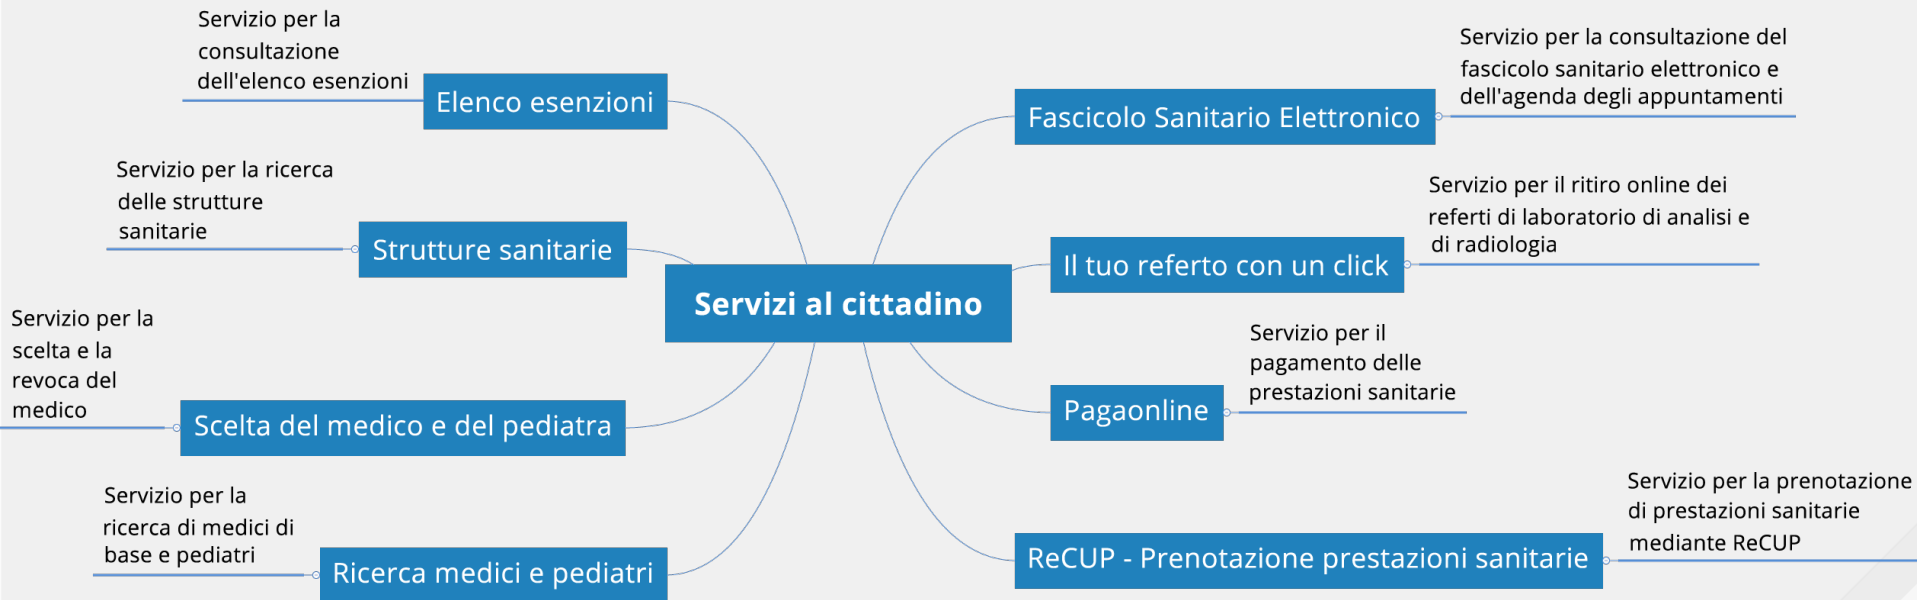 Servizi al cittadino
Elenco esenzioni
Servizio per la
consultazione
dell'elenco esenzioni
Strutture sanitarie
Servizio per la ricerca
delle strutture
sanitarie
Scelta del medico e del pediatra
Servizio per la
scelta e la
revoca del
medico
Ricerca medici e pediatri
Servizio per la
ricerca di medici di
base e pediatri
Fascicolo Sanitario Elettronico
Servizio per la consultazione del
fascicolo sanitario elettronico e
dell'agenda degli appuntamenti
Il tuo referto con un click
Servizio per il ritiro online dei
referti di laboratorio di analisi e
di radiologia
Pagaonline
Servizio per il
pagamento delle
prestazioni sanitarie
ReCUP - Prenotazione prestazioni sanitarie
Servizio per la prenotazione
di prestazioni sanitarie
mediante ReCUP